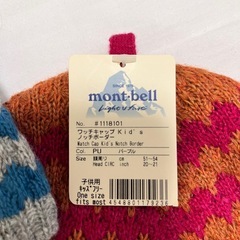 mont-bell
Light & Fast
No. #1118101
ワッチキャップ Kid's
ノッチボーダー
Watch Cap Kid's Notch Border
Col. PU パープル
Size 頭周り cm 51~54
Head CIRC inch 20~21
子供用
キッズフリー
One size
fits most 4548801178236